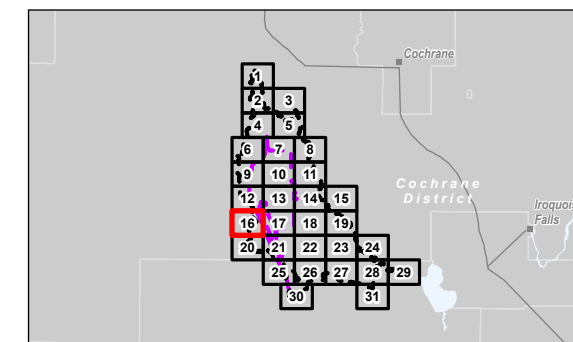 Cochrane
1
2 3
4 5
6 7 8
9 10 11
Cochrane
District
12 13 14 15
Iroquois
Falls
16 17 18 19
20 21 22 23 24
25 26 27 28 29
30 31